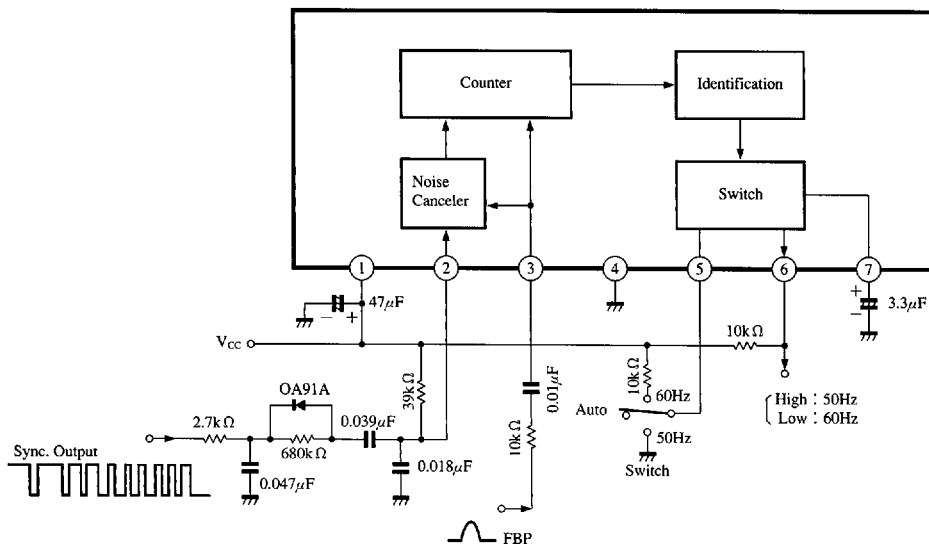 Counter
Identification
Noise
Canceler
Switch
1
2
3
4
5
6
7
47μF
− +
+
−
3.3μF
VCC
10kΩ
39kΩ
0.01μF
10kΩ
60Hz
Auto
50Hz
Switch
High : 50Hz
Low : 60Hz
OA91A
2.7kΩ
0.039μF
680kΩ
10kΩ
Sync. Output
0.018μF
0.047μF
FBP